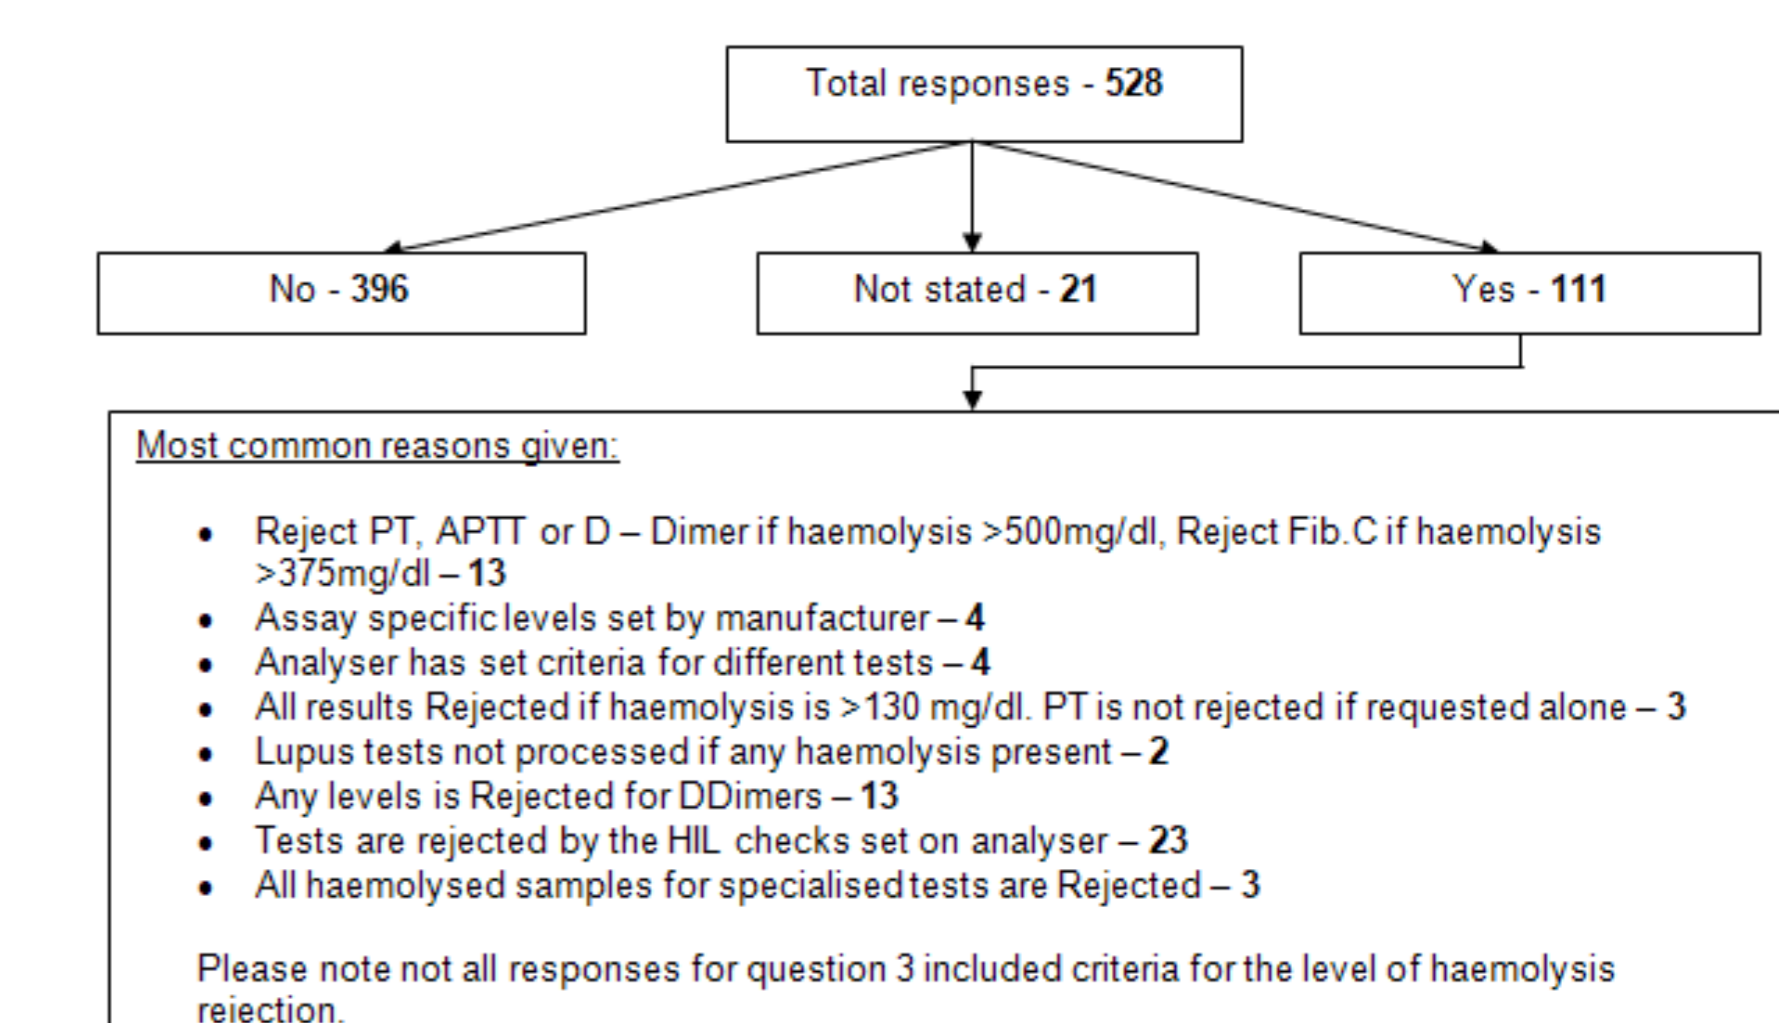 Total responses - 528
No - 396
Not stated - 21
Yes - 111
Most common reasons given:
• Reject PT, APTT or D – Dimer if haemolysis >500mg/dl, Reject Fib.C if haemolysis
>375mg/dl – 13
• Assay specific levels set by manufacturer – 4
• Analyser has set criteria for different tests – 4
• All results Rejected if haemolysis is >130 mg/dl. PT is not rejected if requested alone – 3
• Lupus tests not processed if any haemolysis present – 2
• Any levels is Rejected for DDimers – 13
• Tests are rejected by the HIL checks set on analyser – 23
• All haemolysed samples for specialised tests are Rejected – 3
Please note not all responses for question 3 included criteria for the level of haemolysis
rejection.